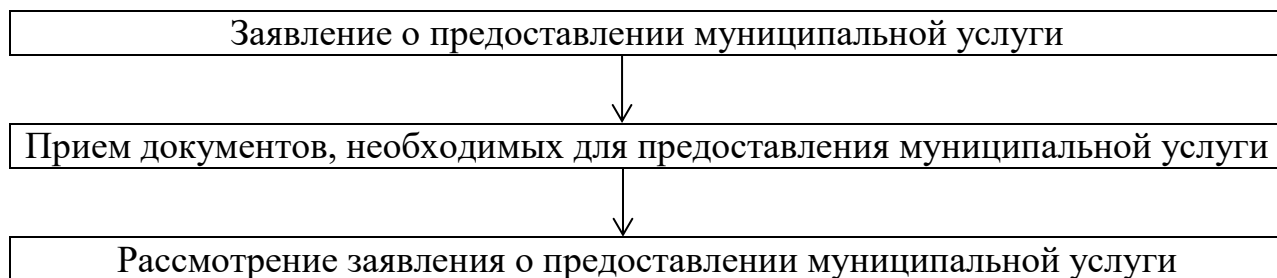 Заявление о предоставлении муниципальной услуги
Прием документов, необходимых для предоставления муниципальной услуги
Рассмотрение заявления о предоставлении муниципальной услуги